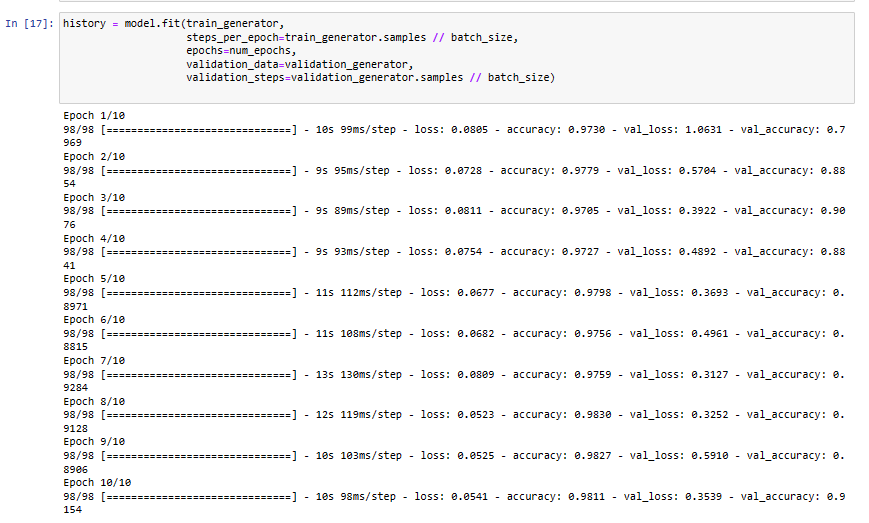 In [17]: history = model.fit(train_generator,
steps_per_epoch=train_generator.samples // batch_size,
epochs=num_epochs,
validation_data=validation_generator,
validation_steps=validation_generator.samples // batch_size)
Epoch 1/10
98/98 [==============================] - 10s 99ms/step - loss: 0.0805 - accuracy: 0.9730 - val_loss: 1.0631 - val_accuracy: 0.7
969
Epoch 2/10
98/98 [==============================] - 9s 95ms/step - loss: 0.0728 - accuracy: 0.9779 - val_loss: 0.5704 - val_accuracy: 0.88
54
Epoch 3/10
98/98 [==============================] - 9s 89ms/step - loss: 0.0811 - accuracy: 0.9705 - val_loss: 0.3922 - val_accuracy: 0.90
76
Epoch 4/10
98/98 [==============================] - 9s 93ms/step - loss: 0.0754 - accuracy: 0.9727 - val_loss: 0.4892 - val_accuracy: 0.88
41
Epoch 5/10
98/98 [==============================] - 11s 112ms/step - loss: 0.0677 - accuracy: 0.9798 - val_loss: 0.3693 - val_accuracy: 0.
8971
Epoch 6/10
98/98 [==============================] - 11s 108ms/step - loss: 0.0682 - accuracy: 0.9756 - val_loss: 0.4961 - val_accuracy: 0.
8815
Epoch 7/10
98/98 [==============================] - 13s 130ms/step - loss: 0.0809 - accuracy: 0.9759 - val_loss: 0.3127 - val_accuracy: 0.
9284
Epoch 8/10
98/98 [==============================] - 12s 119ms/step - loss: 0.0523 - accuracy: 0.9830 - val_loss: 0.3252 - val_accuracy: 0.
9128
Epoch 9/10
98/98 [==============================] - 10s 103ms/step - loss: 0.0525 - accuracy: 0.9827 - val_loss: 0.5910 - val_accuracy: 0.
8906
Epoch 10/10
98/98 [==============================] - 10s 98ms/step - loss: 0.0541 - accuracy: 0.9811 - val_loss: 0.3539 - val_accuracy: 0.9
154